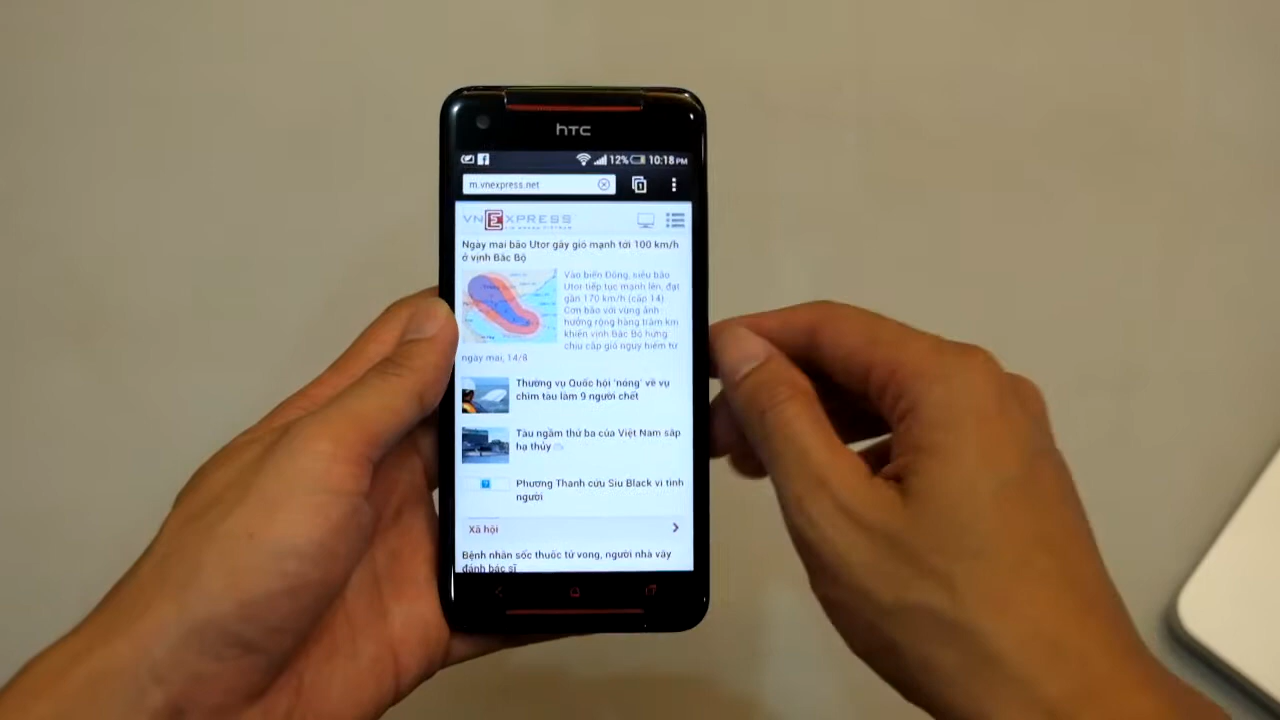 hTC
12%
10:18 PM
m.vnexpress.net
1
VNEXPRESS
Ngày mai bão Utor gây gió mạnh tới 100 km/h
ở vịnh Bắc Bộ
Vào biển Đông, siêu bão
Utor tiếp tục mạnh lên, đạt
gần 170 km/h (cấp 14).
Cơn bão với vùng ảnh
hưởng rộng hàng trăm km
khiến vịnh Bắc Bộ hứng
chịu cấp gió nguy hiểm từ
ngày mai, 14/8.
Thường vụ Quốc hội 'nóng' về vụ
chìm tàu làm 9 người chết
Tàu ngầm thứ ba của Việt Nam sắp
hạ thủy
Phương Thanh cứu Siu Black vì tình
người
Xã hội
Bệnh nhân sốc thuốc tử vong, người nhà vây
đánh bác sĩ